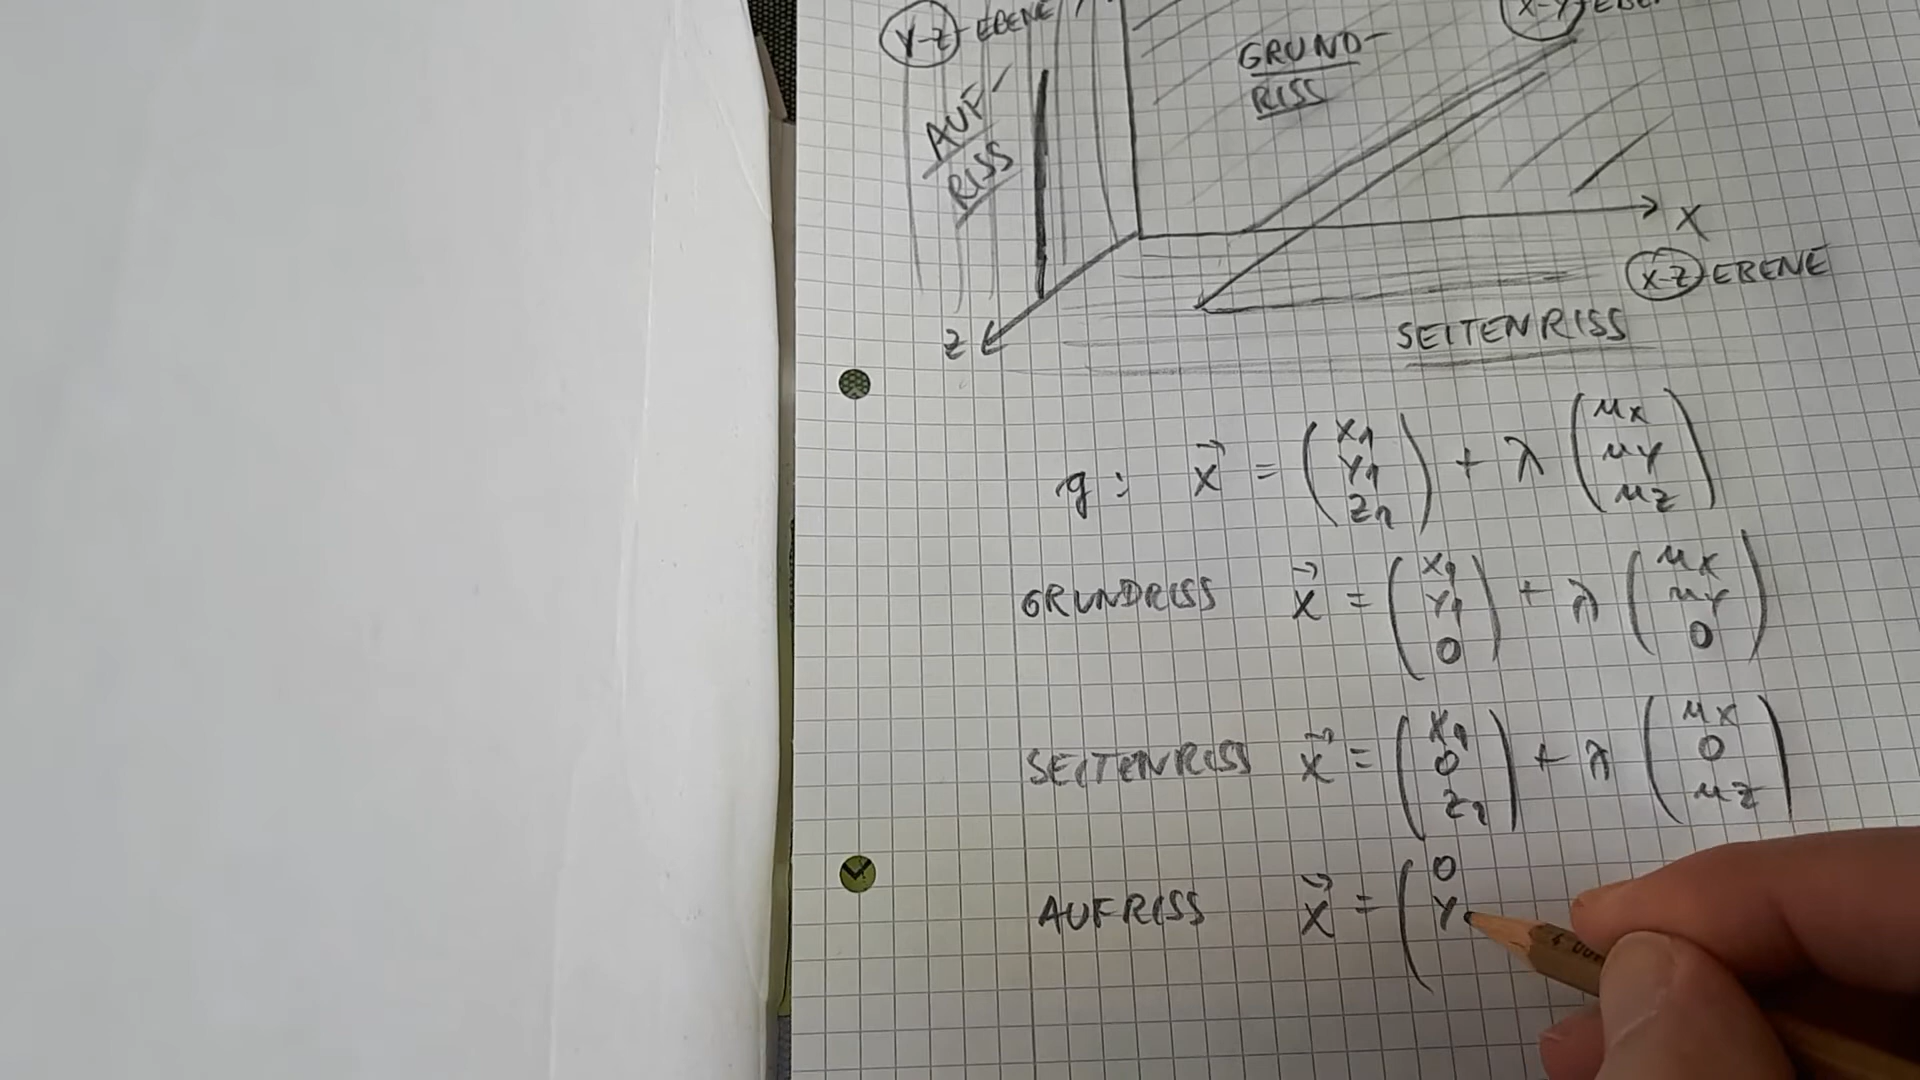 Y-Z-EBENE
X-Y-EBE
GRUND-
RISS
AUF-
RISS
X
X-Z-EBENE
Z
SEITENRISS
g: x⃗ = (x₁ y₁ z₁) + λ (ux uy uz)
GRUNDRISS x⃗ = (x₁ y₁ 0) + λ (ux uy 0)
SEITENRISS x⃗ = (x₁ 0 z₁) + λ (ux 0 uz)
AUFRISS x⃗ = (0 y